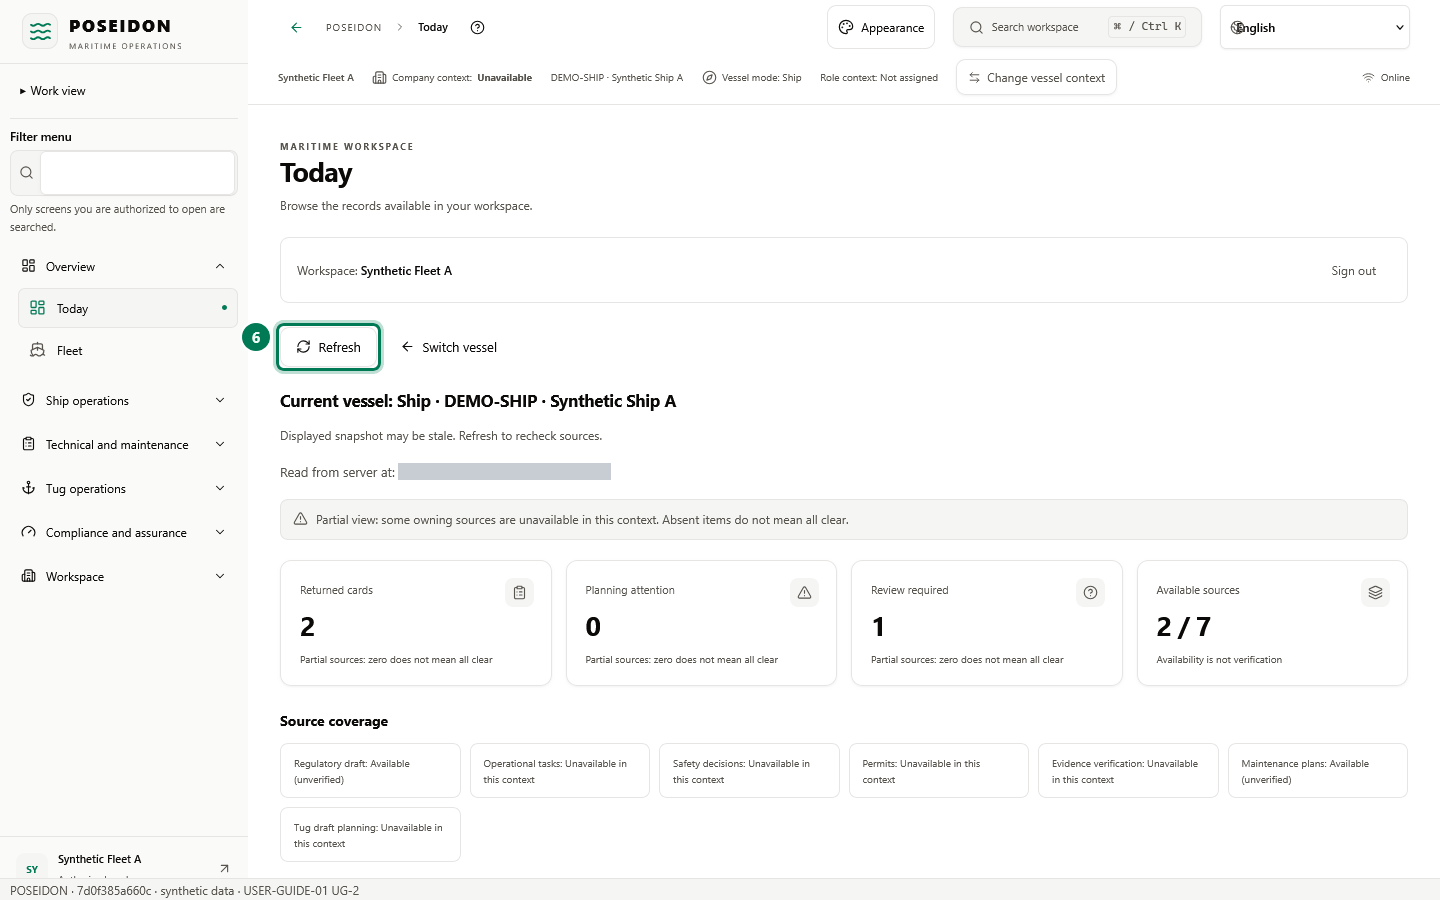 POSEIDON
MARITIME OPERATIONS
POSEIDON
Today
Appearance
Search workspace
⌘ / Ctrl K
English
Synthetic Fleet A
Company context: Unavailable
DEMO-SHIP · Synthetic Ship A
Vessel mode: Ship
Role context: Not assigned
Change vessel context
Online
Work view
Filter menu
Only screens you are authorized to open are
searched.
Overview
Today
Fleet
Ship operations
Technical and maintenance
Tug operations
Compliance and assurance
Workspace
SY
Synthetic Fleet A
MARITIME WORKSPACE
Today
Browse the records available in your workspace.
Workspace: Synthetic Fleet A
Sign out
6
Refresh
Switch vessel
Current vessel: Ship · DEMO-SHIP · Synthetic Ship A
Displayed snapshot may be stale. Refresh to recheck sources.
Read from server at:
Partial view: some owning sources are unavailable in this context. Absent items do not mean all clear.
Returned cards
2
Partial sources: zero does not mean all clear
Planning attention
0
Partial sources: zero does not mean all clear
Review required
1
Partial sources: zero does not mean all clear
Available sources
2 / 7
Availability is not verification
Source coverage
Regulatory draft: Available
(unverified)
Operational tasks: Unavailable in
this context
Safety decisions: Unavailable in
this context
Permits: Unavailable in this
context
Evidence verification: Unavailable
in this context
Maintenance plans: Available
(unverified)
Tug draft planning: Unavailable in
this context
POSEIDON · 7d0f385a660c · synthetic data · USER-GUIDE-01 UG-2